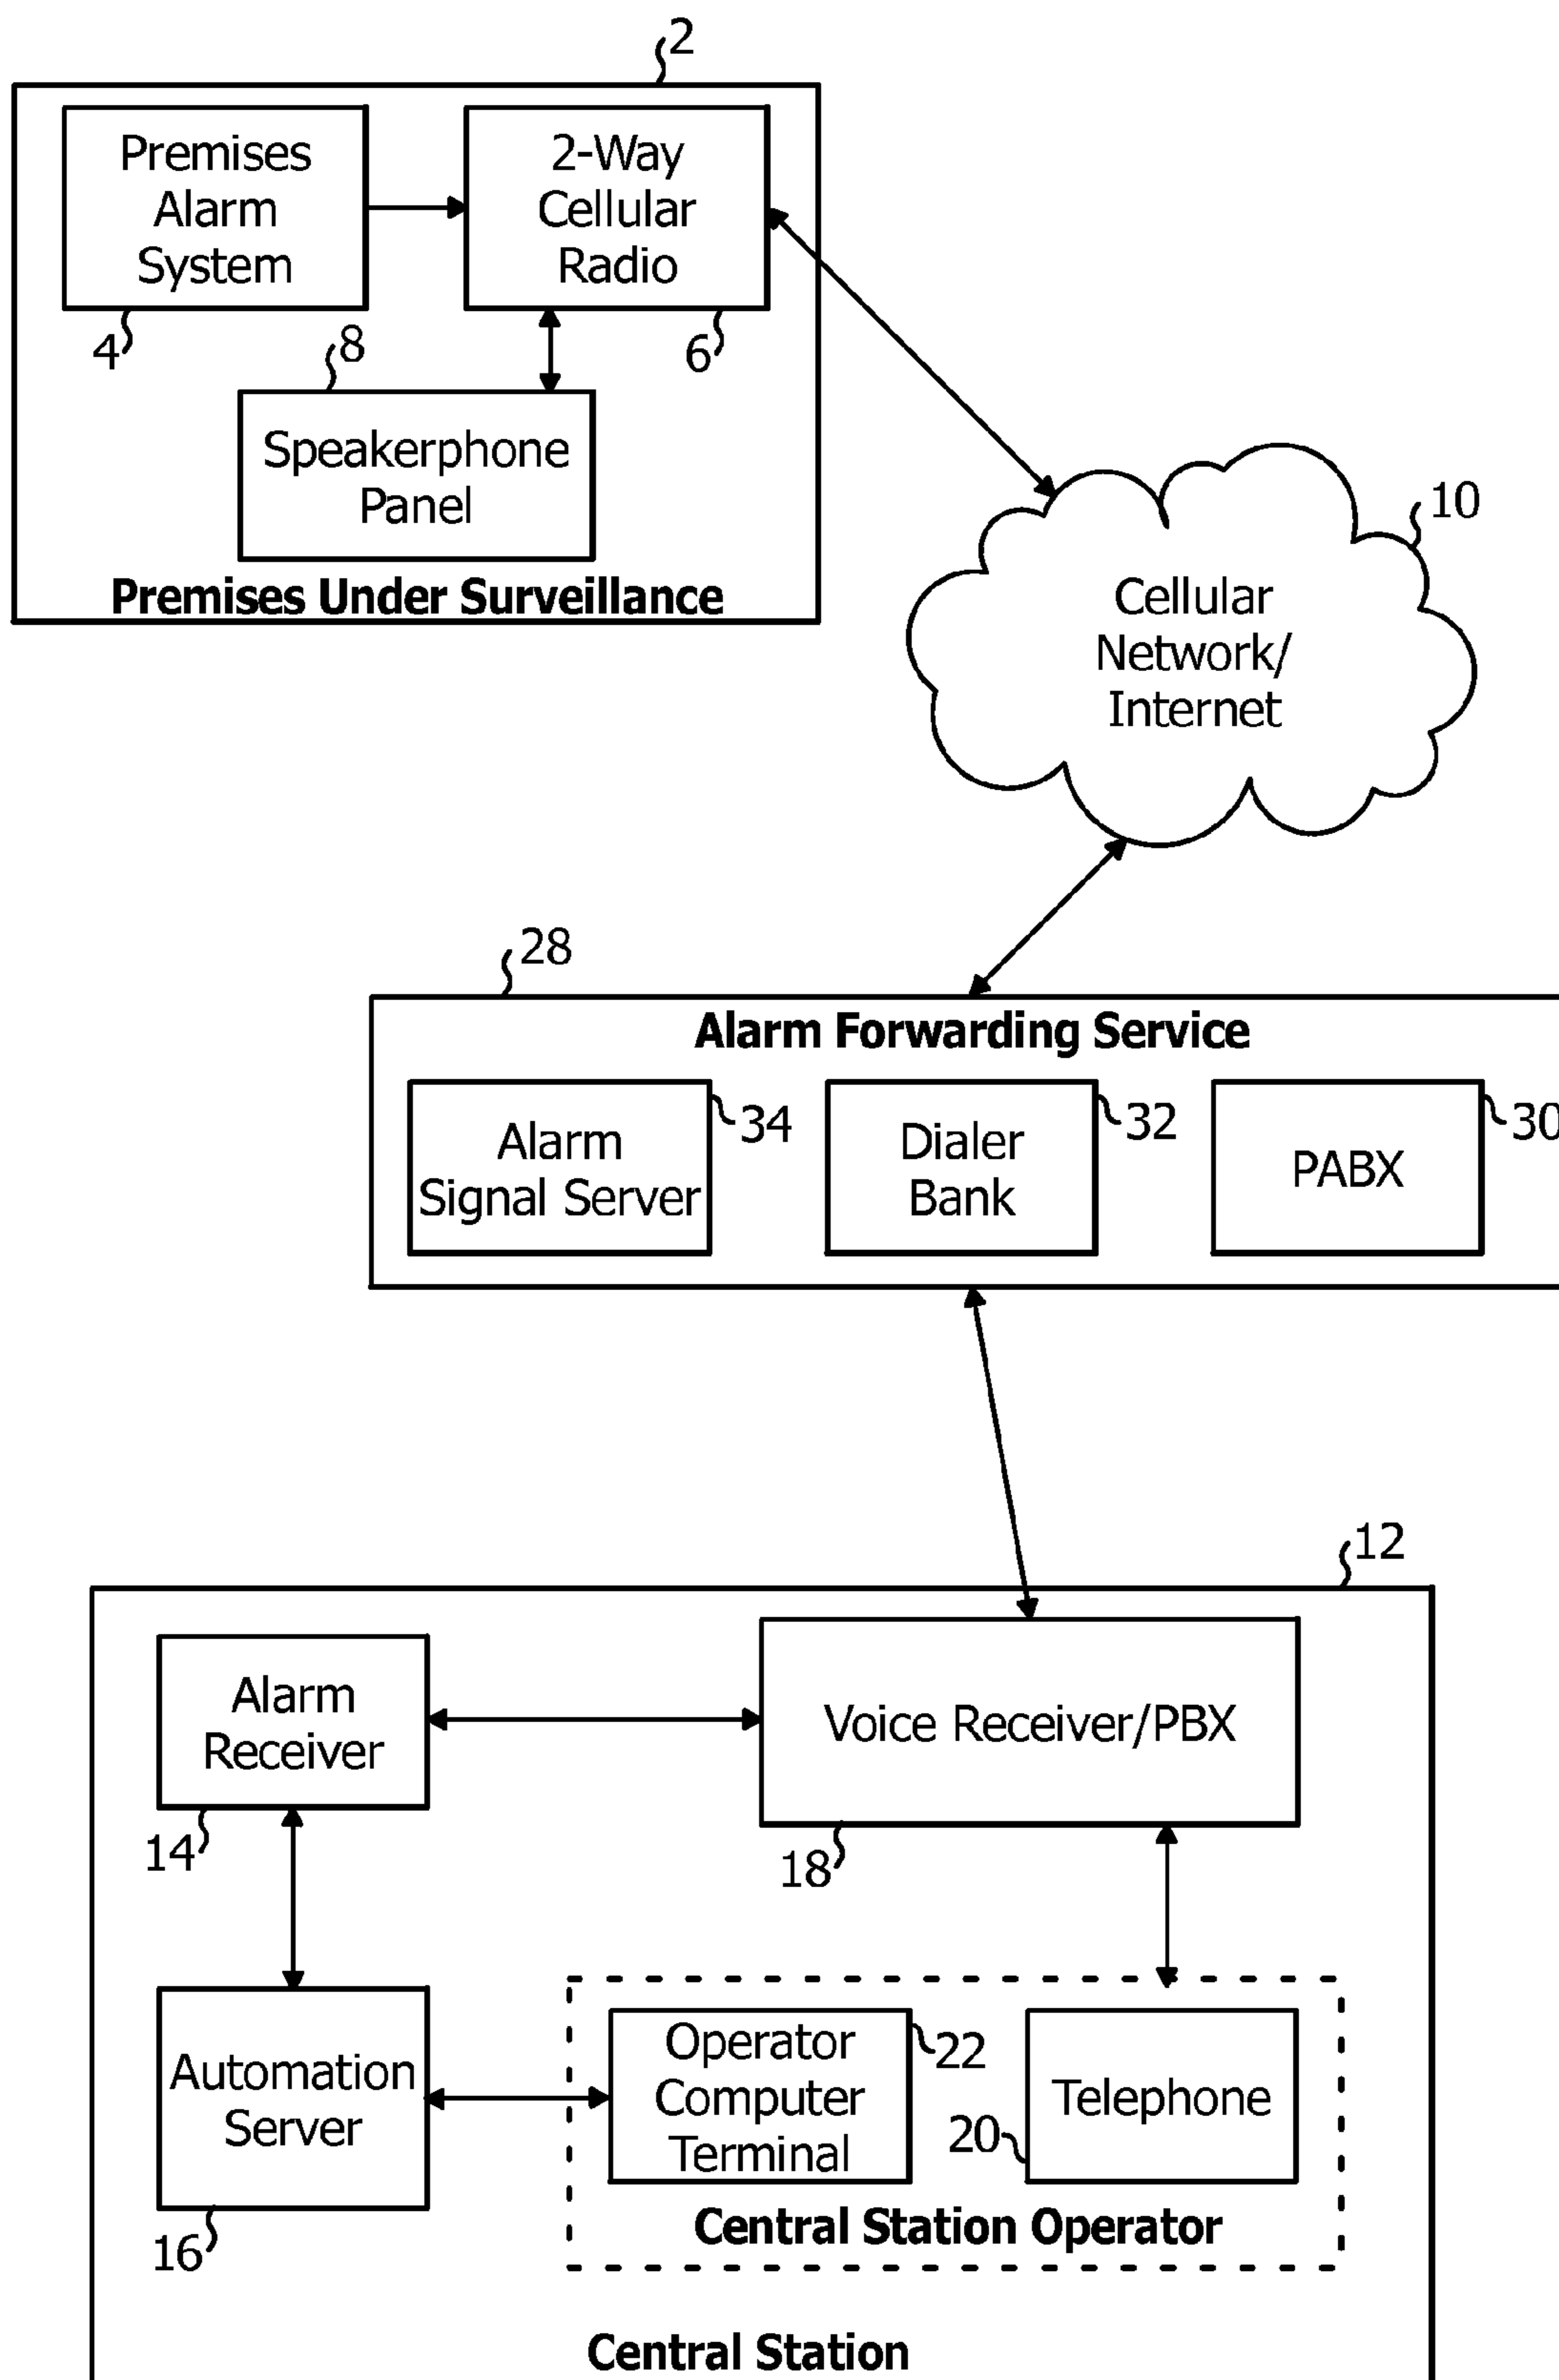 2
Premises
Alarm
System
4
2-Way
Cellular
Radio
6
8
Speakerphone
Panel
Premises Under Surveillance
10
Cellular
Network/
Internet
28
Alarm Forwarding Service
Alarm
Signal Server
34
Dialer
Bank
32
PABX
30
12
Alarm
Receiver
14
Voice Receiver/PBX
18
Automation
Server
16
Operator
Computer
Terminal
22
Telephone
20
Central Station Operator
Central Station